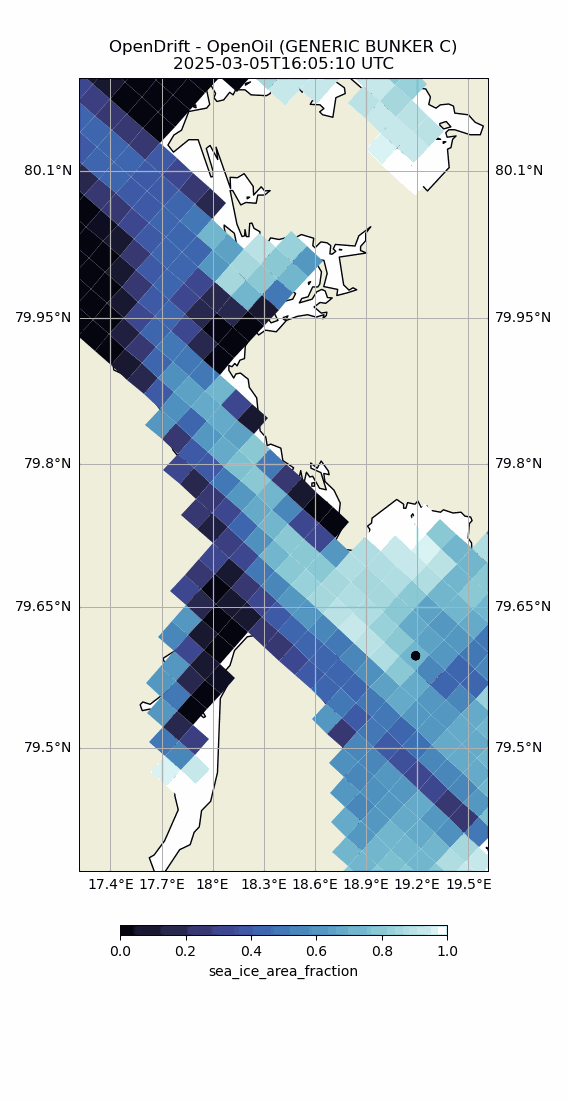 OpenDrift - OpenOil (GENERIC BUNKER C)
2025-03-05T16:05:10 UTC
80.1°N 80.1°N
79.95°N 79.95°N
79.8°N 79.8°N
79.65°N 79.65°N
79.5°N 79.5°N
17.4°E 17.7°E 18°E 18.3°E 18.6°E 18.9°E 19.2°E 19.5°E
0.0 0.2 0.4 0.6 0.8 1.0
sea_ice_area_fraction